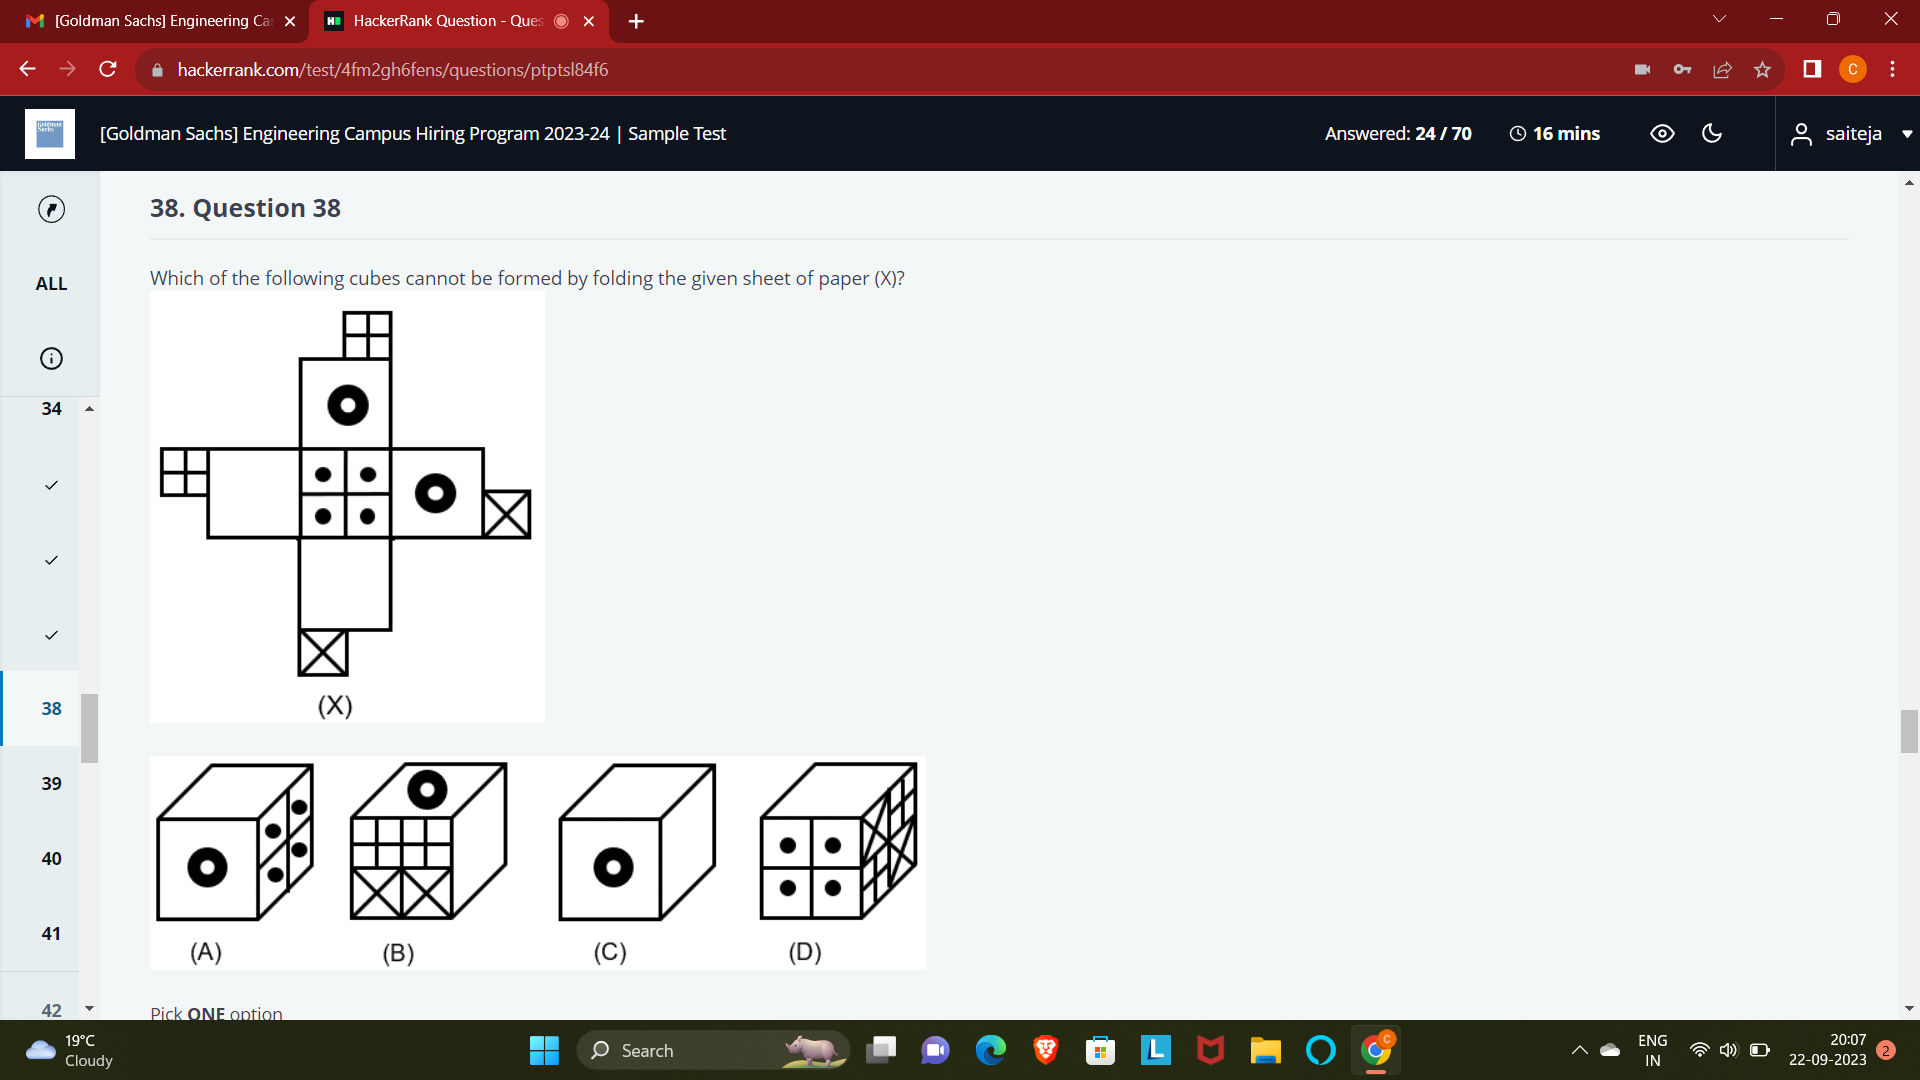 [Goldman Sachs] Engineering Ca
HackerRank Question - Ques
hackerrank.com/test/4fm2gh6fens/questions/ptptsl84f6
C
Goldman
Sachs
[Goldman Sachs] Engineering Campus Hiring Program 2023-24 | Sample Test
Answered: 24 / 70
16 mins
saiteja
ALL
34
38
39
40
41
42
38. Question 38
Which of the following cubes cannot be formed by folding the given sheet of paper (X)?
(X)
(A)
(B)
(C)
(D)
Pick ONE option
19°C
Cloudy
Search
ENG
IN
20:07
22-09-2023
2